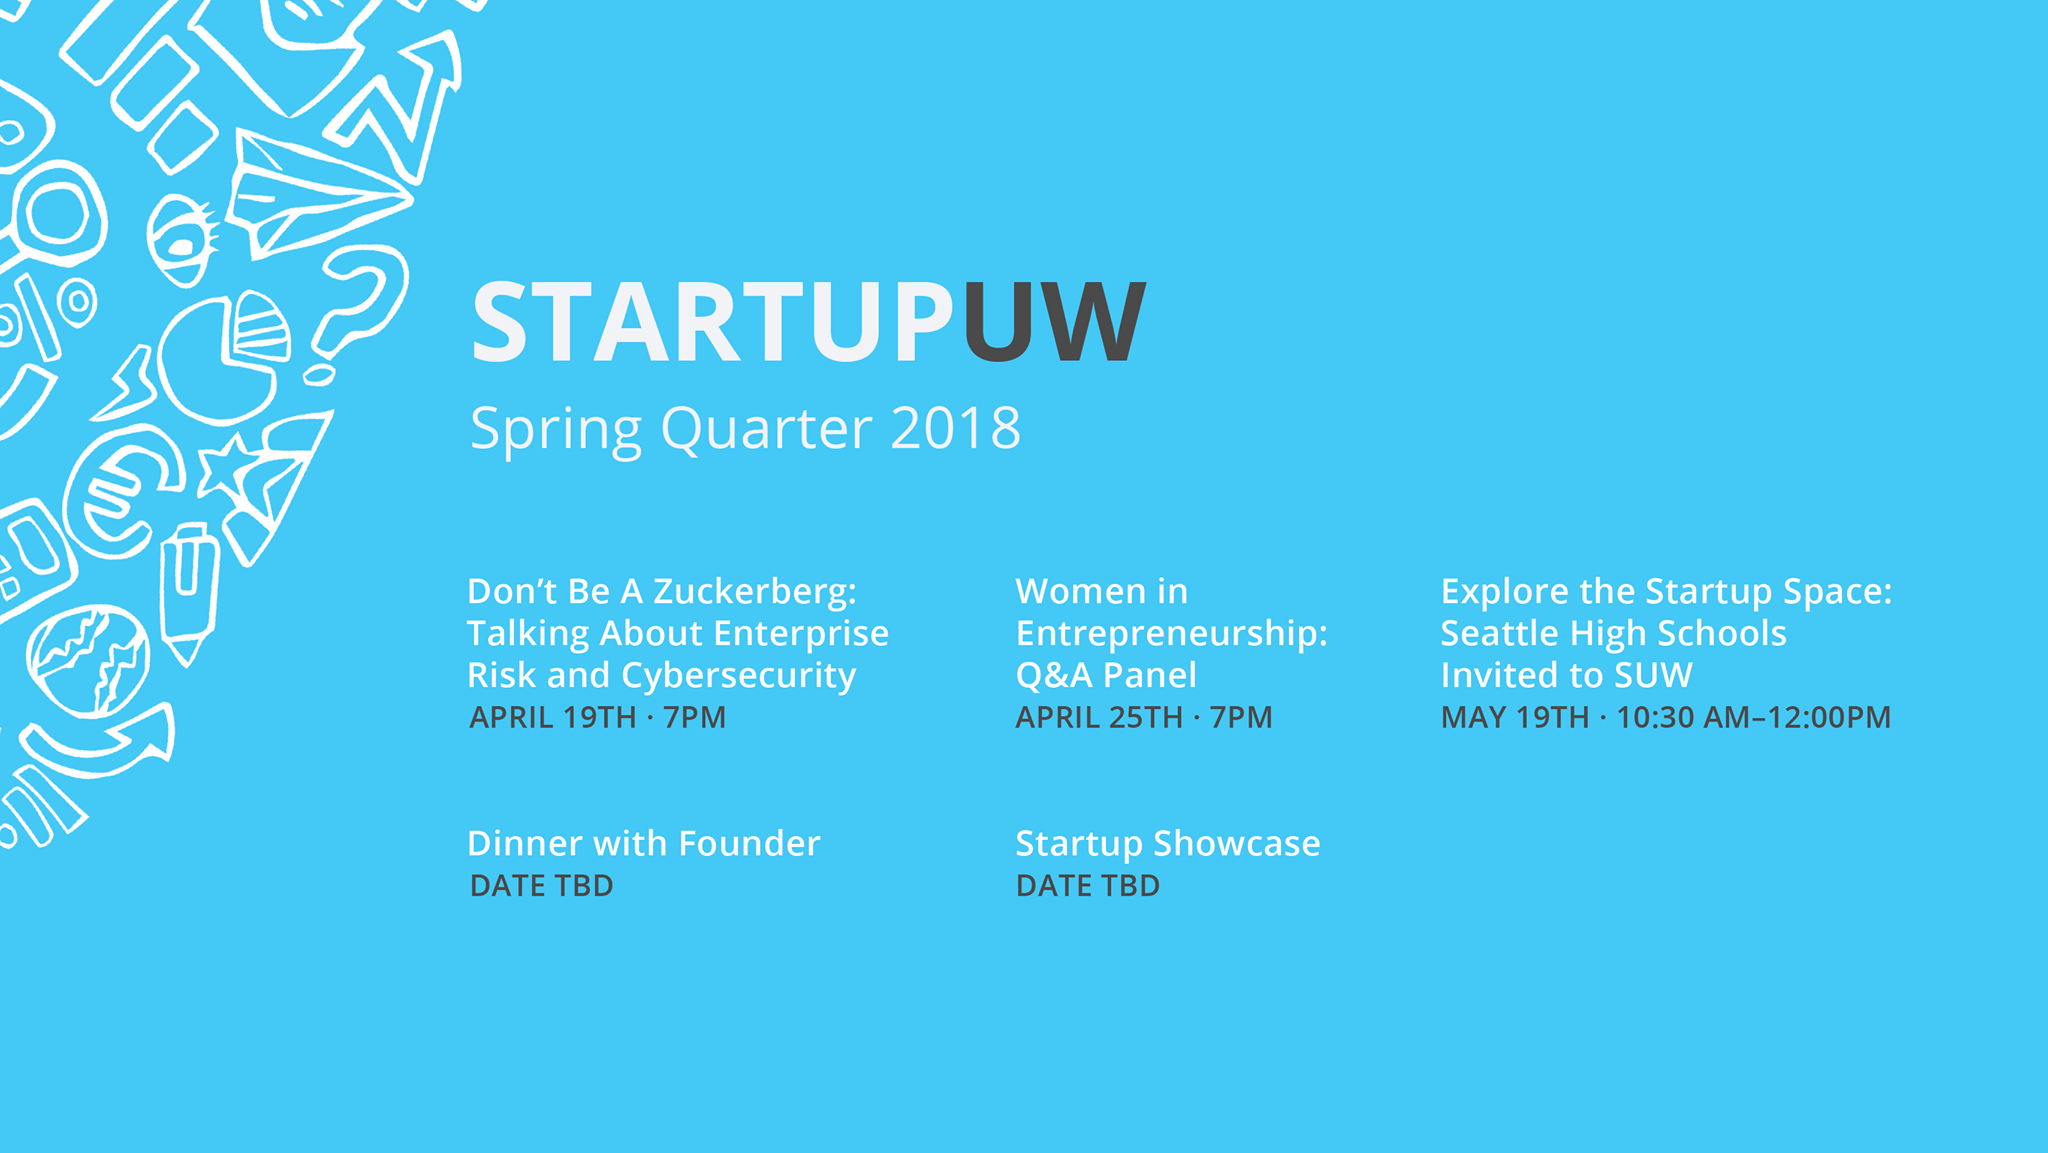 STARTUPUW
Spring Quarter 2018
Don’t Be A Zuckerberg:
Talking About Enterprise
Risk and Cybersecurity
APRIL 19TH · 7PM
Women in
Entrepreneurship:
Q&A Panel
APRIL 25TH · 7PM
Explore the Startup Space:
Seattle High Schools
Invited to SUW
MAY 19TH · 10:30 AM–12:00PM
Dinner with Founder
DATE TBD
Startup Showcase
DATE TBD